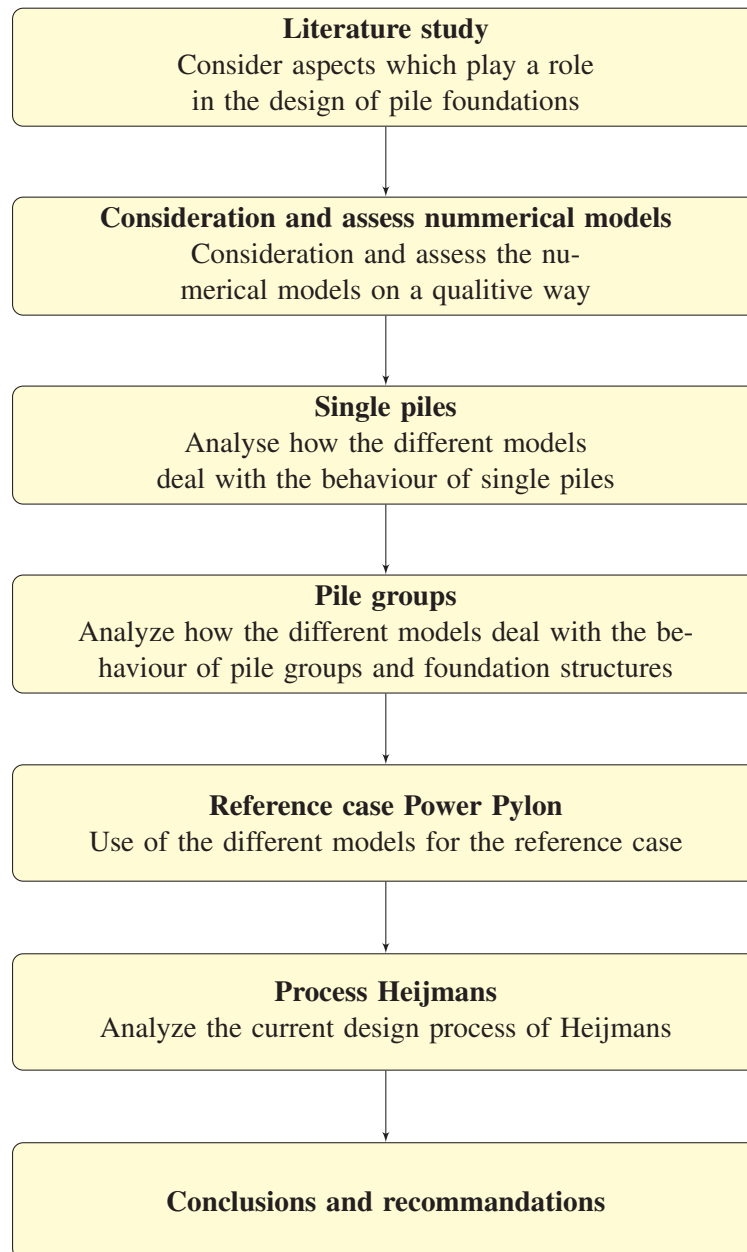 Literature study
Consider aspects which play a role
in the design of pile foundations
Consideration and assess nummerical models
Consideration and assess the nu-
merical models on a qualitive way
Single piles
Analyse how the different models
deal with the behaviour of single piles
Pile groups
Analyze how the different models deal with the be-
haviour of pile groups and foundation structures
Reference case Power Pylon
Use of the different models for the reference case
Process Heijmans
Analyze the current design process of Heijmans
Conclusions and recommandations